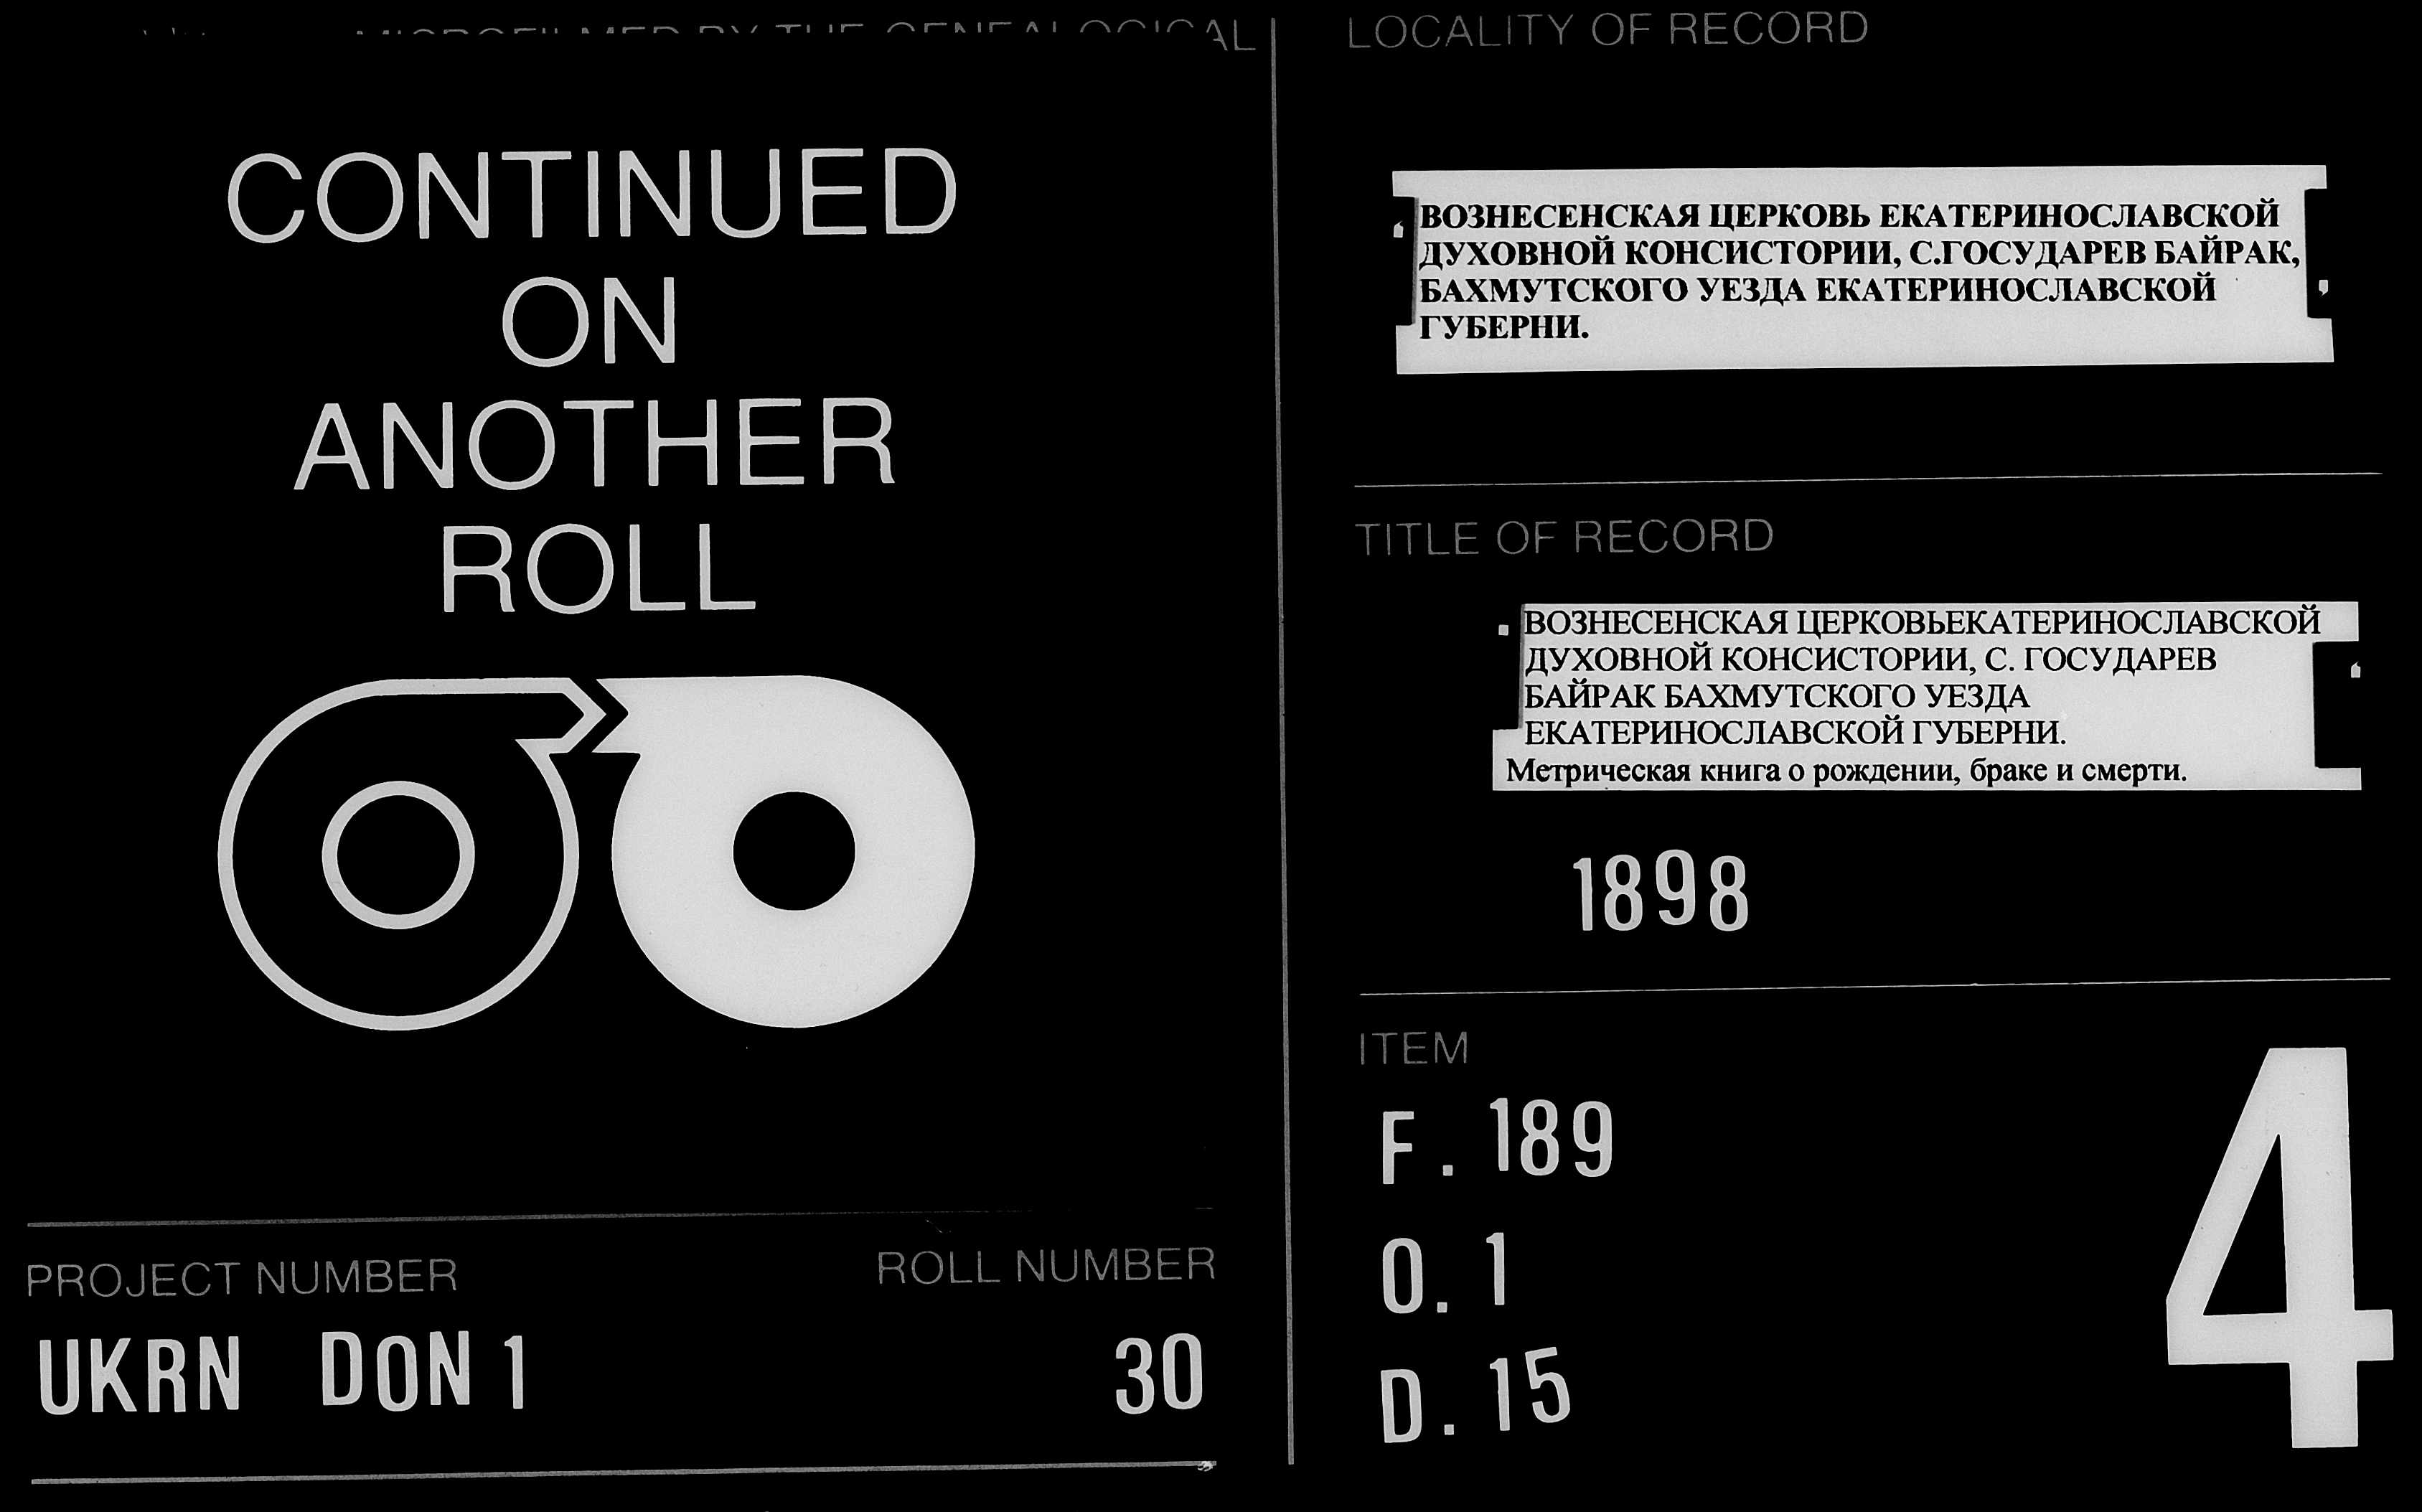 MICROFILMED BY THE GENEALOGICAL
CONTINUED
ON
ANOTHER
ROLL
PROJECT NUMBER
ROLL NUMBER
UKRN DON 1
30
LOCALITY OF RECORD
ВОЗНЕСЕНСКАЯ ЦЕРКОВЬ ЕКАТЕРИНОСЛАВСКОЙ
ДУХОВНОЙ КОНСИСТОРИИ, С.ГОСУДАРЕВ БАЙРАК,
БАХМУТСКОГО УЕЗДА ЕКАТЕРИНОСЛАВСКОЙ
ГУБЕРНИ.
TITLE OF RECORD
ВОЗНЕСЕНСКАЯ ЦЕРКОВЬЕКАТЕРИНОСЛАВСКОЙ
ДУХОВНОЙ КОНСИСТОРИИ, С. ГОСУДАРЕВ
БАЙРАК БАХМУТСКОГО УЕЗДА
ЕКАТЕРИНОСЛАВСКОЙ ГУБЕРНИ.
Метрическая книга о рождении, браке и смерти.
1898
ITEM
F. 189
O. 1
D. 15
4